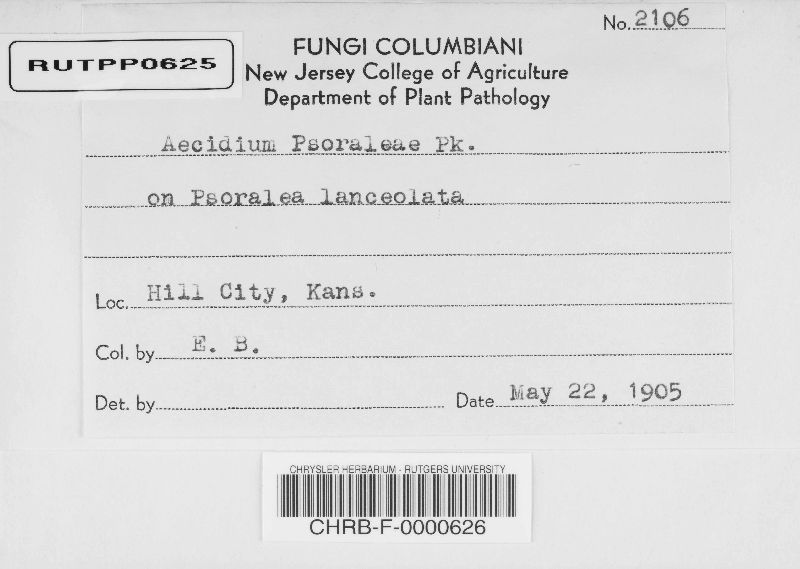 No. 2106
RUTPP0625
FUNGI COLUMBIANI
New Jersey College of Agriculture
Department of Plant Pathology
Aecidium Psoraleae Pk.
on Psoralea lanceolata
Loc. Hill City, Kans.
Col. by E. B.
Det. by Date May 22, 1905
CHRYSLER HERBARIUM - RUTGERS UNIVERSITY
CHRB-F-0000626